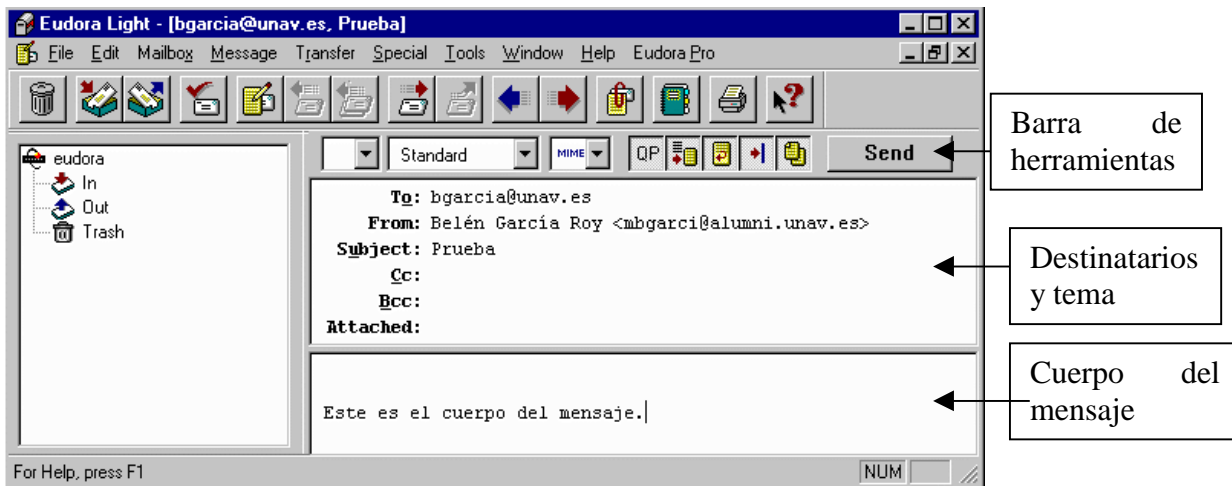 Eudora Light - [bgarcia@unav.es, Prueba]
File Edit Mailbox Message Transfer Special Tools Window Help Eudora Pro
Standard MIME QP Send
eudora
In
Out
Trash
To: bgarcia@unav.es
From: Belén García Roy <mbgarci@alumni.unav.es>
Subject: Prueba
Cc:
Bcc:
Attached:
Este es el cuerpo del mensaje.
For Help, press F1 NUM
Barra de
herramientas
Destinatarios
y tema
Cuerpo del
mensaje